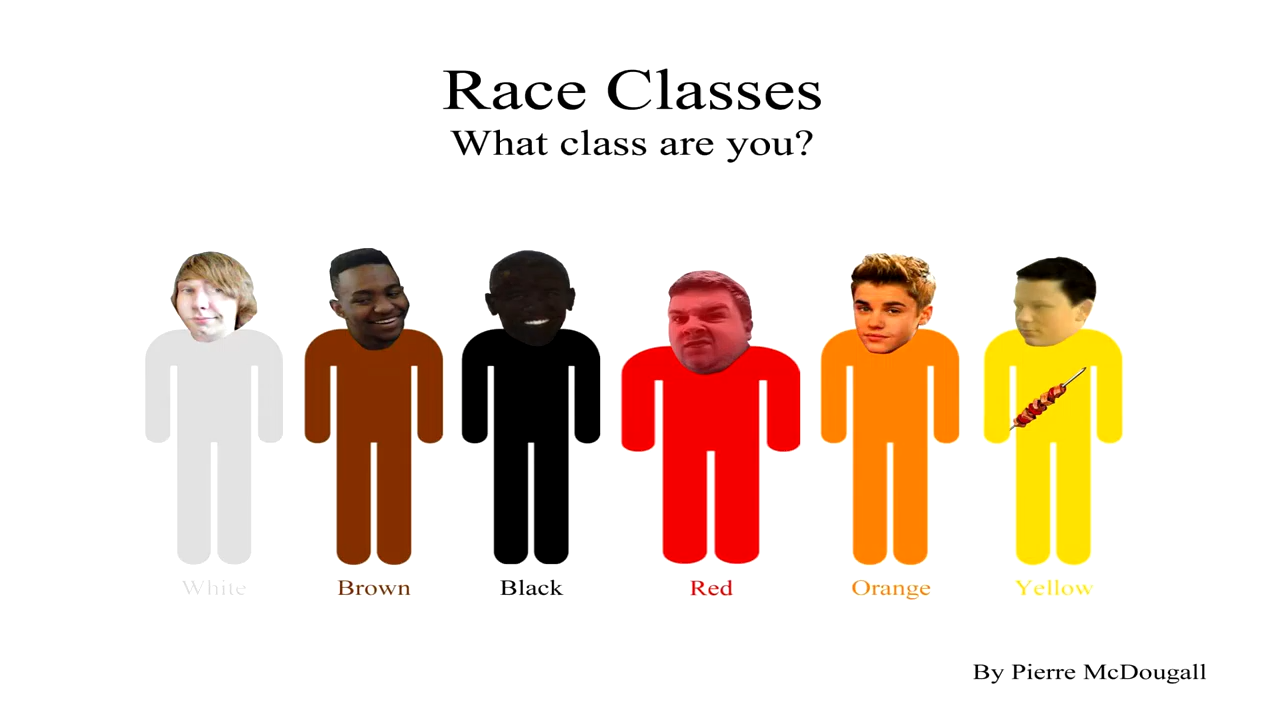 Race Classes
What class are you?
White
Brown
Black
Red
Orange
Yellow
By Pierre McDougall